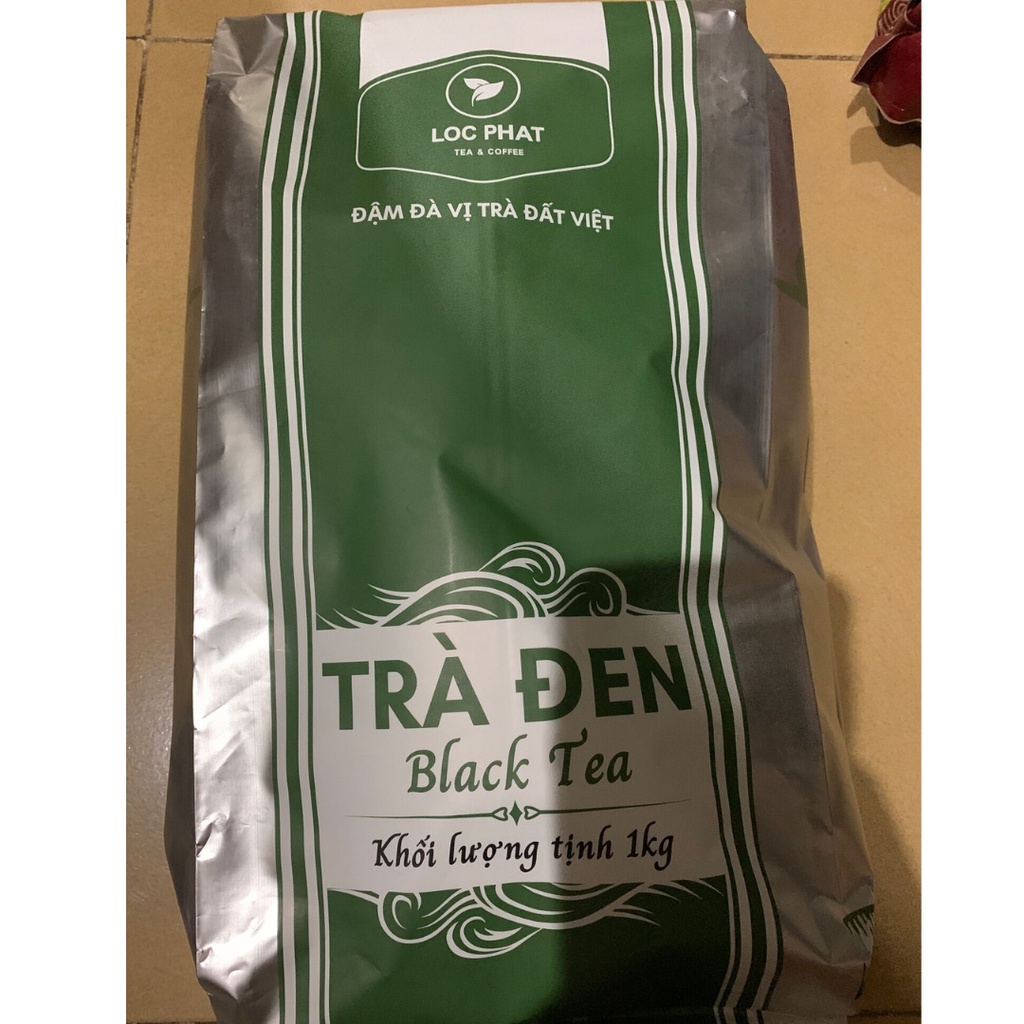 LOC PHAT
TEA & COFFEE
ĐẬM ĐÀ VỊ TRÀ ĐẤT VIỆT
TRÀ ĐEN
Black Tea
Khối lượng tịnh 1kg